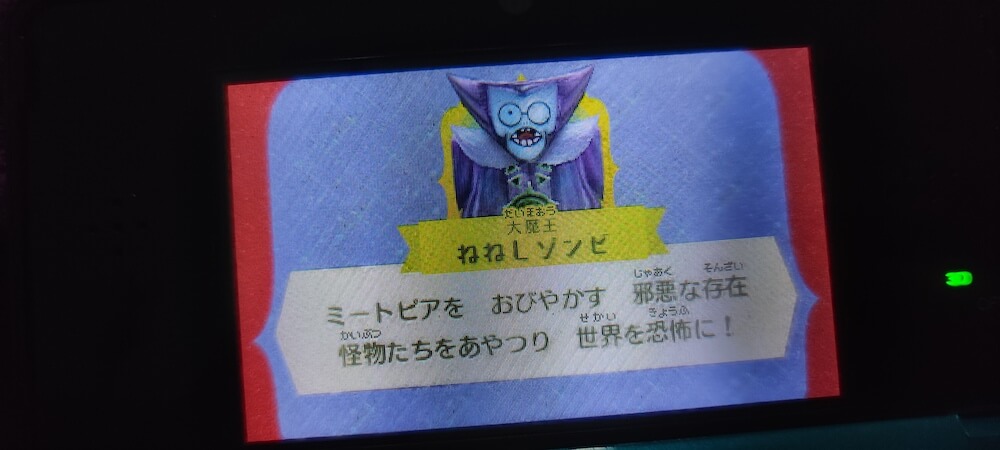 だいまおう
大魔王
ねねしゾンビ
ミートピアを おびやかす 邪悪な存在
じゃあく そんざい
怪物たちをあやつり 世界を恐怖に！
かいぶつ せかい きょうふ